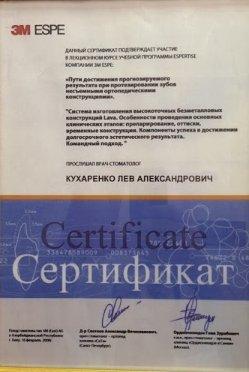 3M ESPE
ДАННЫЙ СЕРТИФИКАТ ПОДТВЕРЖДАЕТ УЧАСТИЕ
В ЛЕКЦИОННОМ КУРСЕ УЧЕБНОЙ ПРОГРАММЫ ESPERTISE
КОМПАНИИ 3M ESPE:
«Пути достижения прогнозируемого
результата при протезировании зубов
несъемными ортопедическими
конструкциями».
"Система изготовления высокоточных безметалловых
конструкций Lava. Особенности проведения основных
клинических этапов: препарирование, оттиски,
временные конструкции. Компоненты успеха в достижении
долгосрочного эстетического результата.
Командный подход."
ПРОСЛУШАЛ ВРАЧ-СТОМАТОЛОГ
КУХАРЕНКО ЛЕВ АЛЕКСАНДРОВИЧ
Certificate
Сертификат